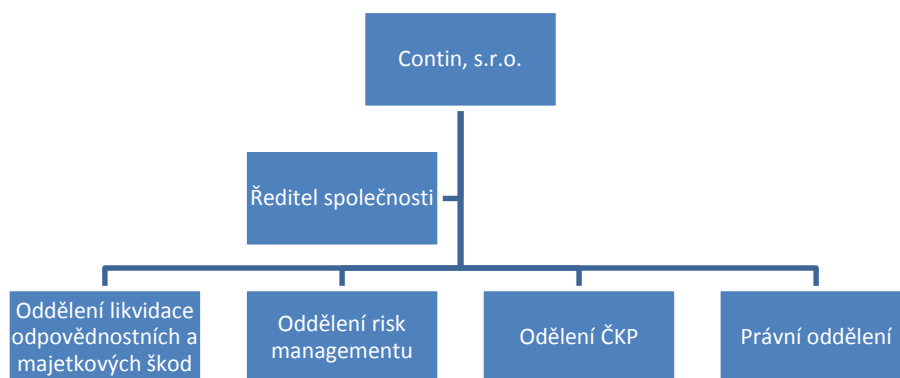 Contin, s.r.o.
Ředitel společnosti
Oddělení likvidace
odpovědnostních a
majetkových škod
Oddělení risk
managementu
Odělení ČKP
Právní oddělení